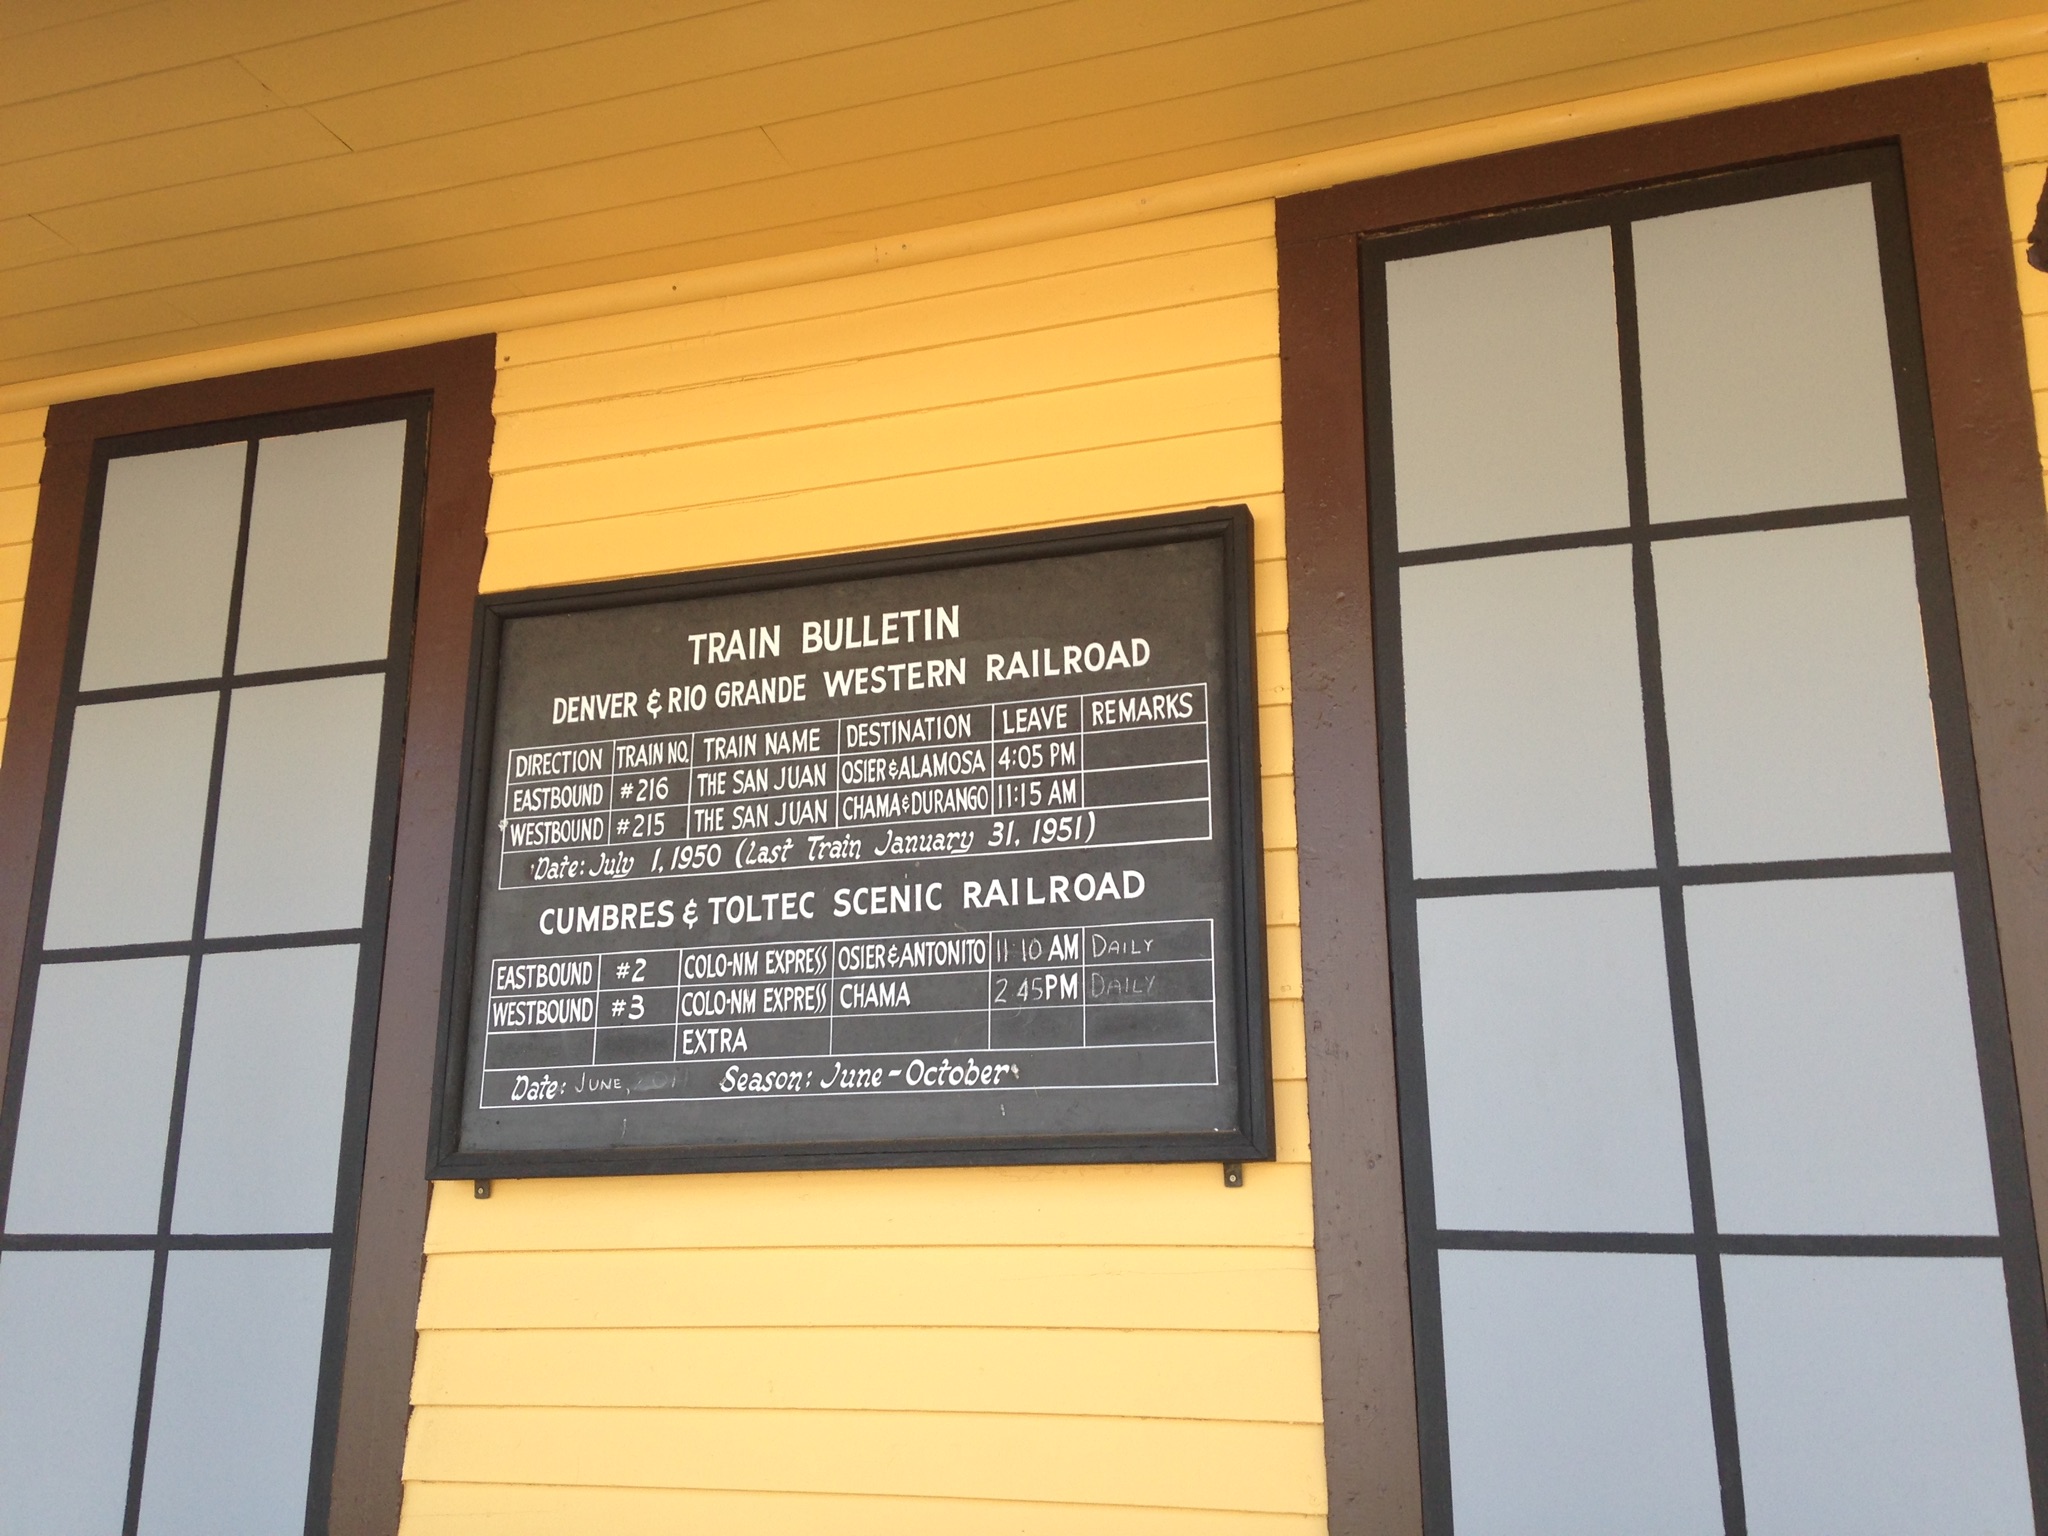 TRAIN BULLETIN
DENVER & RIO GRANDE WESTERN RAILROAD
DIRECTION TRAIN NO. TRAIN NAME DESTINATION LEAVE REMARKS
EASTBOUND #216 THE SAN JUAN OSIER & ALAMOSA 4:05 PM
WESTBOUND #215 THE SAN JUAN CHAMA & DURANGO 11:15 AM
Date: July 1, 1950 (Last Train January 31, 1951)
CUMBRES & TOLTEC SCENIC RAILROAD
EASTBOUND #2 COLO-NM EXPRESS OSIER & ANTONITO 11 10 AM DAILY
WESTBOUND #3 COLO-NM EXPRESS CHAMA 2 45 PM DAILY
EXTRA
Date: JUNE, Season: June - October